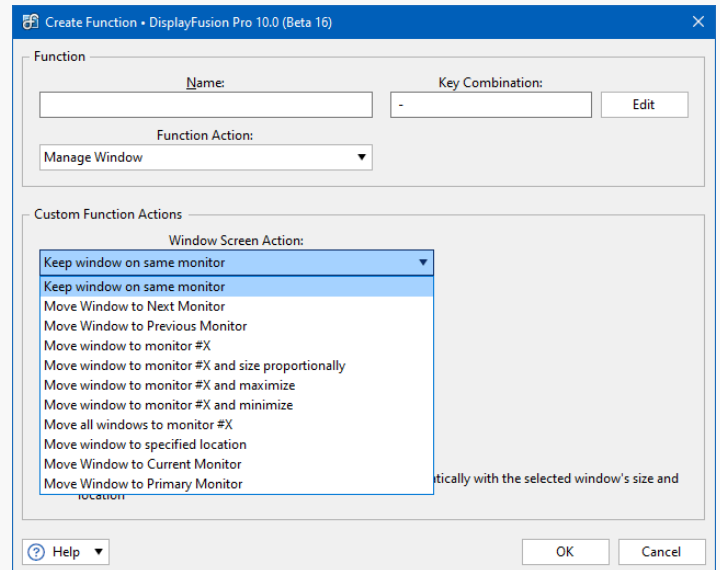 Create Function • DisplayFusion Pro 10.0 (Beta 16)
Function
Name:
Key Combination:
-
Edit
Function Action:
Manage Window
Custom Function Actions
Window Screen Action:
Keep window on same monitor
Keep window on same monitor
Move Window to Next Monitor
Move Window to Previous Monitor
Move window to monitor #X
Move window to monitor #X and size proportionally
Move window to monitor #X and maximize
Move window to monitor #X and minimize
Move all windows to monitor #X
Move window to specified location
Move Window to Current Monitor
Move Window to Primary Monitor
with the selected window's size and
location
Help
OK
Cancel